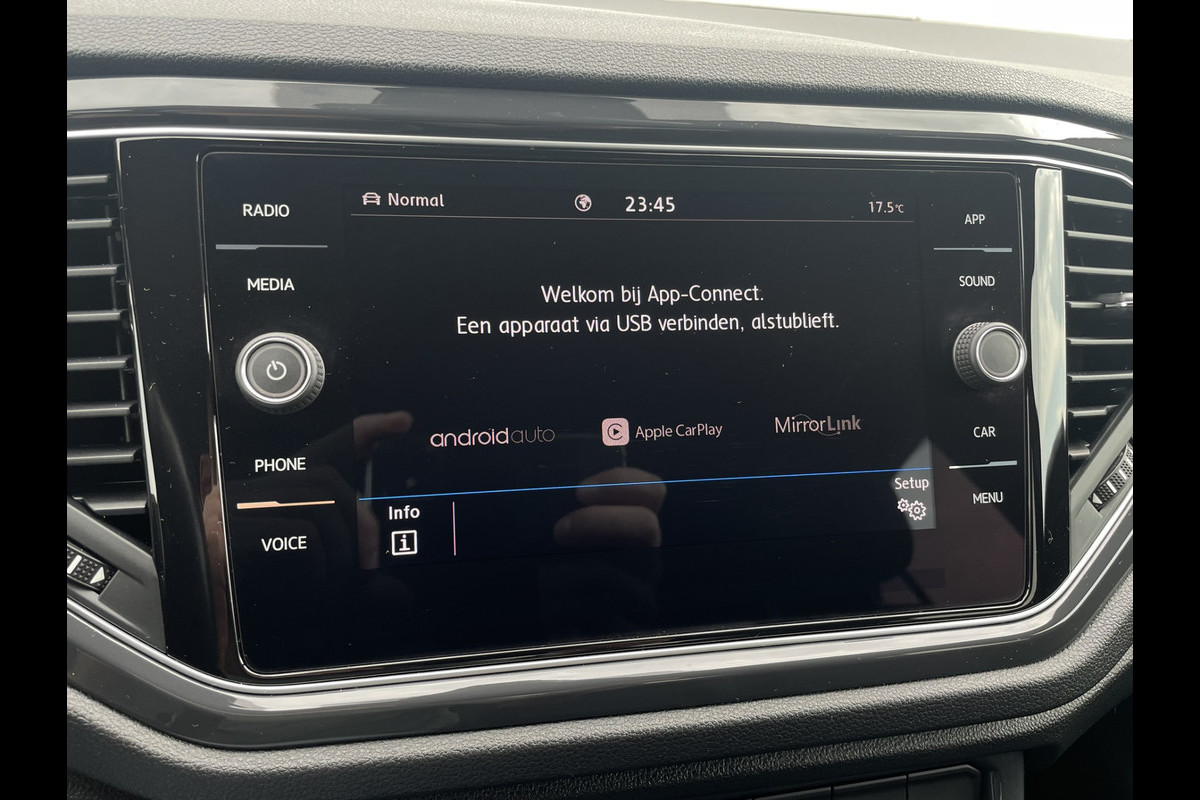 RADIO
MEDIA
PHONE
VOICE
Normal
23:45
17.5°C
Welkom bij App-Connect.
Een apparaat via USB verbinden, alstublieft.
androidauto
Apple CarPlay
MirrorLink
Info
i
Setup
APP
SOUND
CAR
MENU